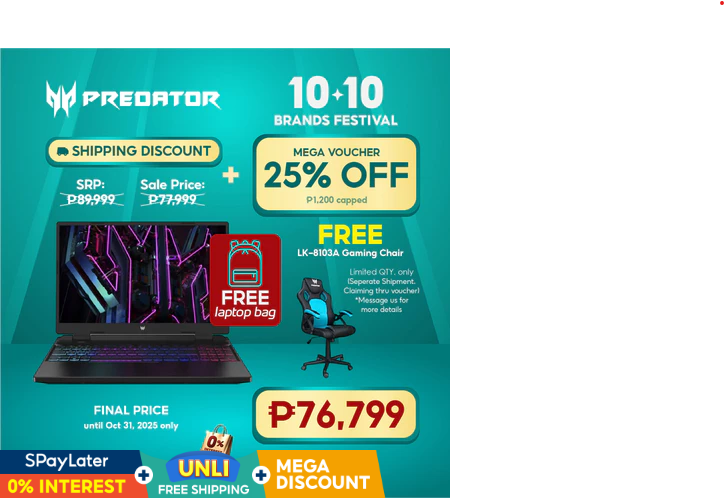 PREDATOR
10+10
BRANDS FESTIVAL
SHIPPING DISCOUNT
SRP:
₱89,999
Sale Price:
₱77,999
+
MEGA VOUCHER
25% OFF
₱1,200 capped
FREE
LK-8103A Gaming Chair
Limited QTY. only
(Seperate Shipment.
Claiming thru voucher)
*Message us for
more details
FREE
laptop bag
FINAL PRICE
until Oct 31, 2025 only
₱76,799
SPayLater
0% INTEREST
+
0%
UNLI
FREE SHIPPING
+
MEGA
DISCOUNT